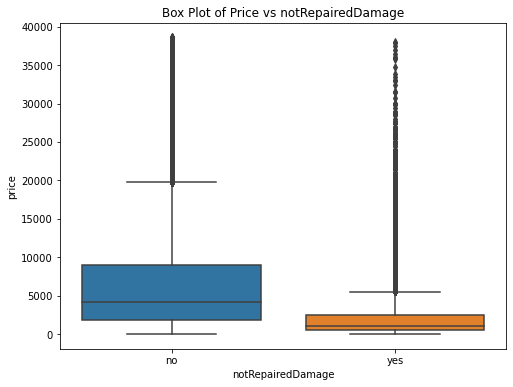 Box Plot of Price vs notRepairedDamage
40000
35000
30000
25000
20000
15000
10000
5000
0
price
no
yes
notRepairedDamage